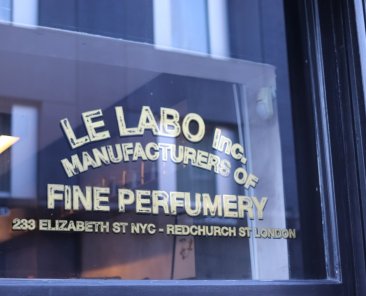 LE LABO Inc.
MANUFACTURERS OF
FINE PERFUMERY
233 ELIZABETH ST NYC - REDCHURCH ST LONDON